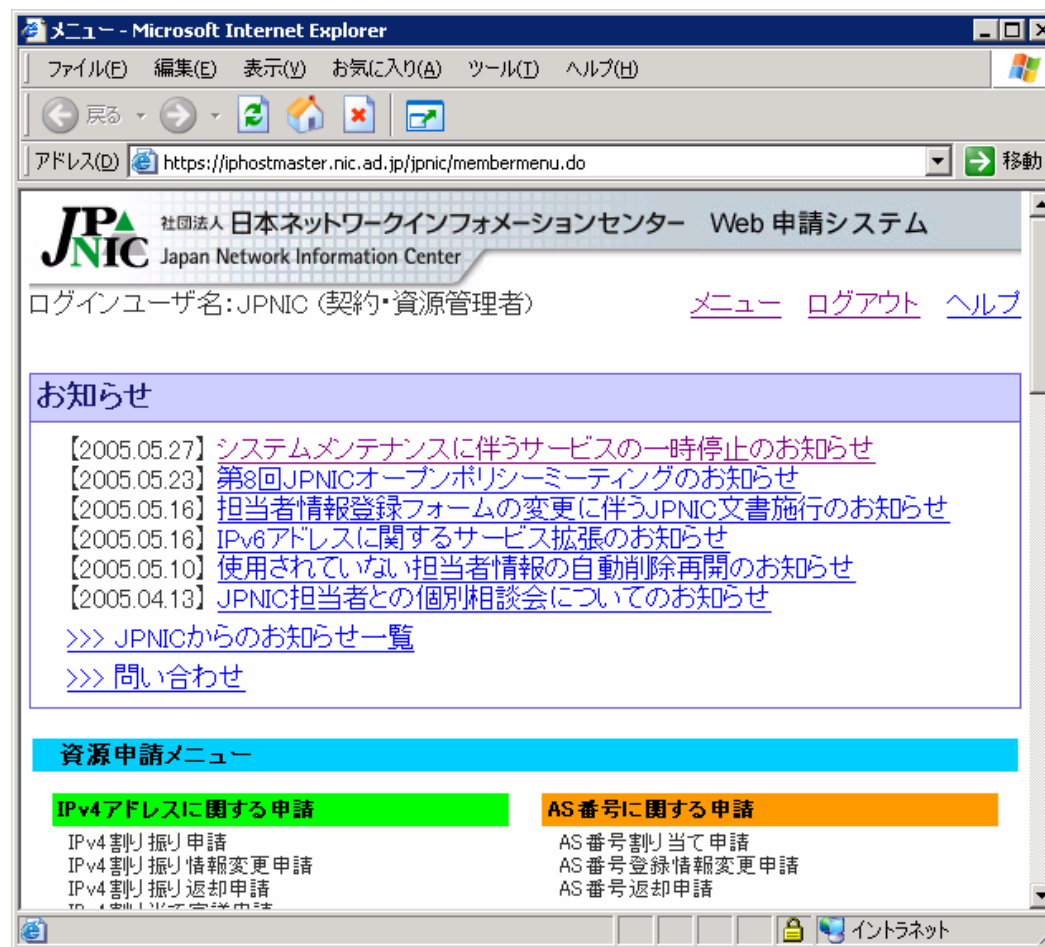 メニュー - Microsoft Internet Explorer
ファイル(F) 編集(E) 表示(V) お気に入り(A) ツール(T) ヘルプ(H)
戻る
アドレス(D) https://iphostmaster.nic.ad.jp/jpnic/membermenu.do 移動
JPNIC 社団法人 日本ネットワークインフォメーションセンター Web 申請システム
Japan Network Information Center
ログインユーザ名:JPNIC (契約・資源管理者) メニュー ログアウト ヘルプ
お知らせ
【2005.05.27】 システムメンテナンスに伴うサービスの一時停止のお知らせ
【2005.05.23】 第8回JPNICオープンポリシーミーティングのお知らせ
【2005.05.16】 担当者情報登録フォームの変更に伴うJPNIC文書施行のお知らせ
【2005.05.16】 IPv6アドレスに関するサービス拡張のお知らせ
【2005.05.10】 使用されていない担当者情報の自動削除再開のお知らせ
【2005.04.13】 JPNIC担当者との個別相談会についてのお知らせ
>>> JPNICからのお知らせ一覧
>>> 問い合わせ
資源申請メニュー
IPv4アドレスに関する申請 AS番号に関する申請
IPv4割り振り申請 AS番号割り当て申請
IPv4割り振り情報変更申請 AS番号登録情報変更申請
IPv4割り振り返却申請 AS番号返却申請
イントラネット